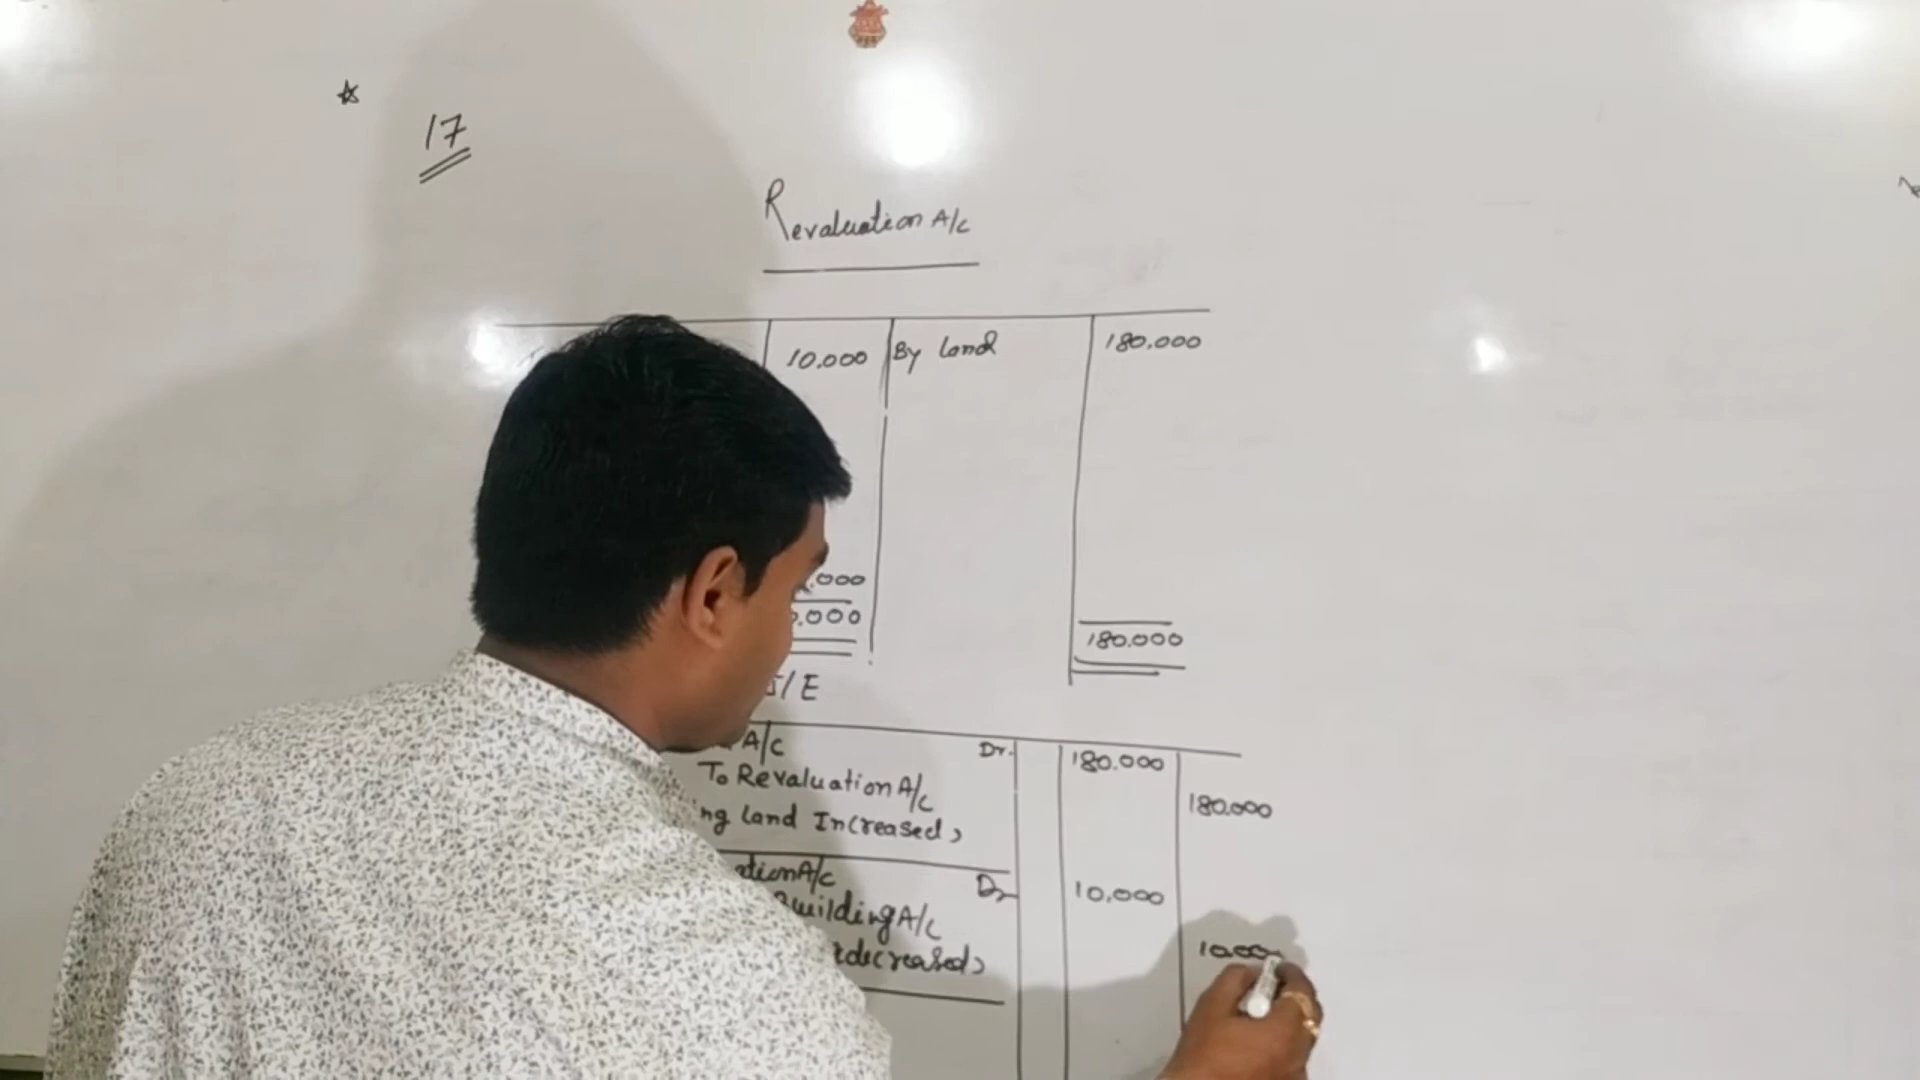 17
Revaluation A/c
10.000 By Land 180.000
.000
.000 180.000
J/E
A/c Dr. 180.000
To Revaluation A/c 180.000
ng Land Increased,
ation A/c Dr 10,000
Building A/c
decreased, 10.00